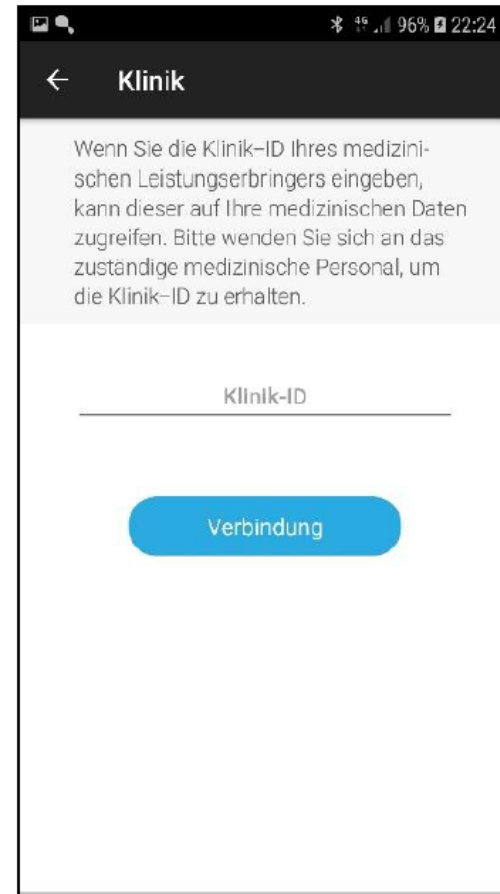 4G 96% 22:24
Klinik
Wenn Sie die Klinik–ID Ihres medizini-
schen Leistungserbringers eingeben,
kann dieser auf Ihre medizinischen Daten
zugreifen. Bitte wenden Sie sich an das
zuständige medizinische Personal, um
die Klinik–ID zu erhalten.
Klinik-ID
Verbindung